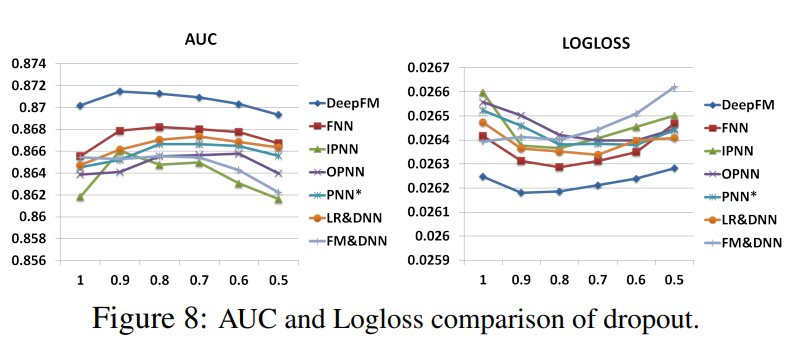 AUC
0.874
0.872
0.87
0.868
0.866
0.864
0.862
0.86
0.858
0.856
1 0.9 0.8 0.7 0.6 0.5
DeepFM
FNN
IPNN
OPNN
PNN*
LR&DNN
FM&DNN
LOGLOSS
0.0267
0.0266
0.0265
0.0264
0.0263
0.0262
0.0261
0.026
0.0259
1 0.9 0.8 0.7 0.6 0.5
DeepFM
FNN
IPNN
OPNN
PNN*
LR&DNN
FM&DNN
Figure 8: AUC and Logloss comparison of dropout.